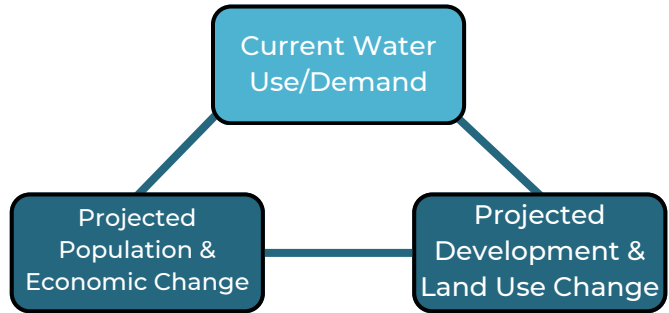 Current Water
Use/Demand
Projected
Population &
Economic Change
Projected
Development &
Land Use Change